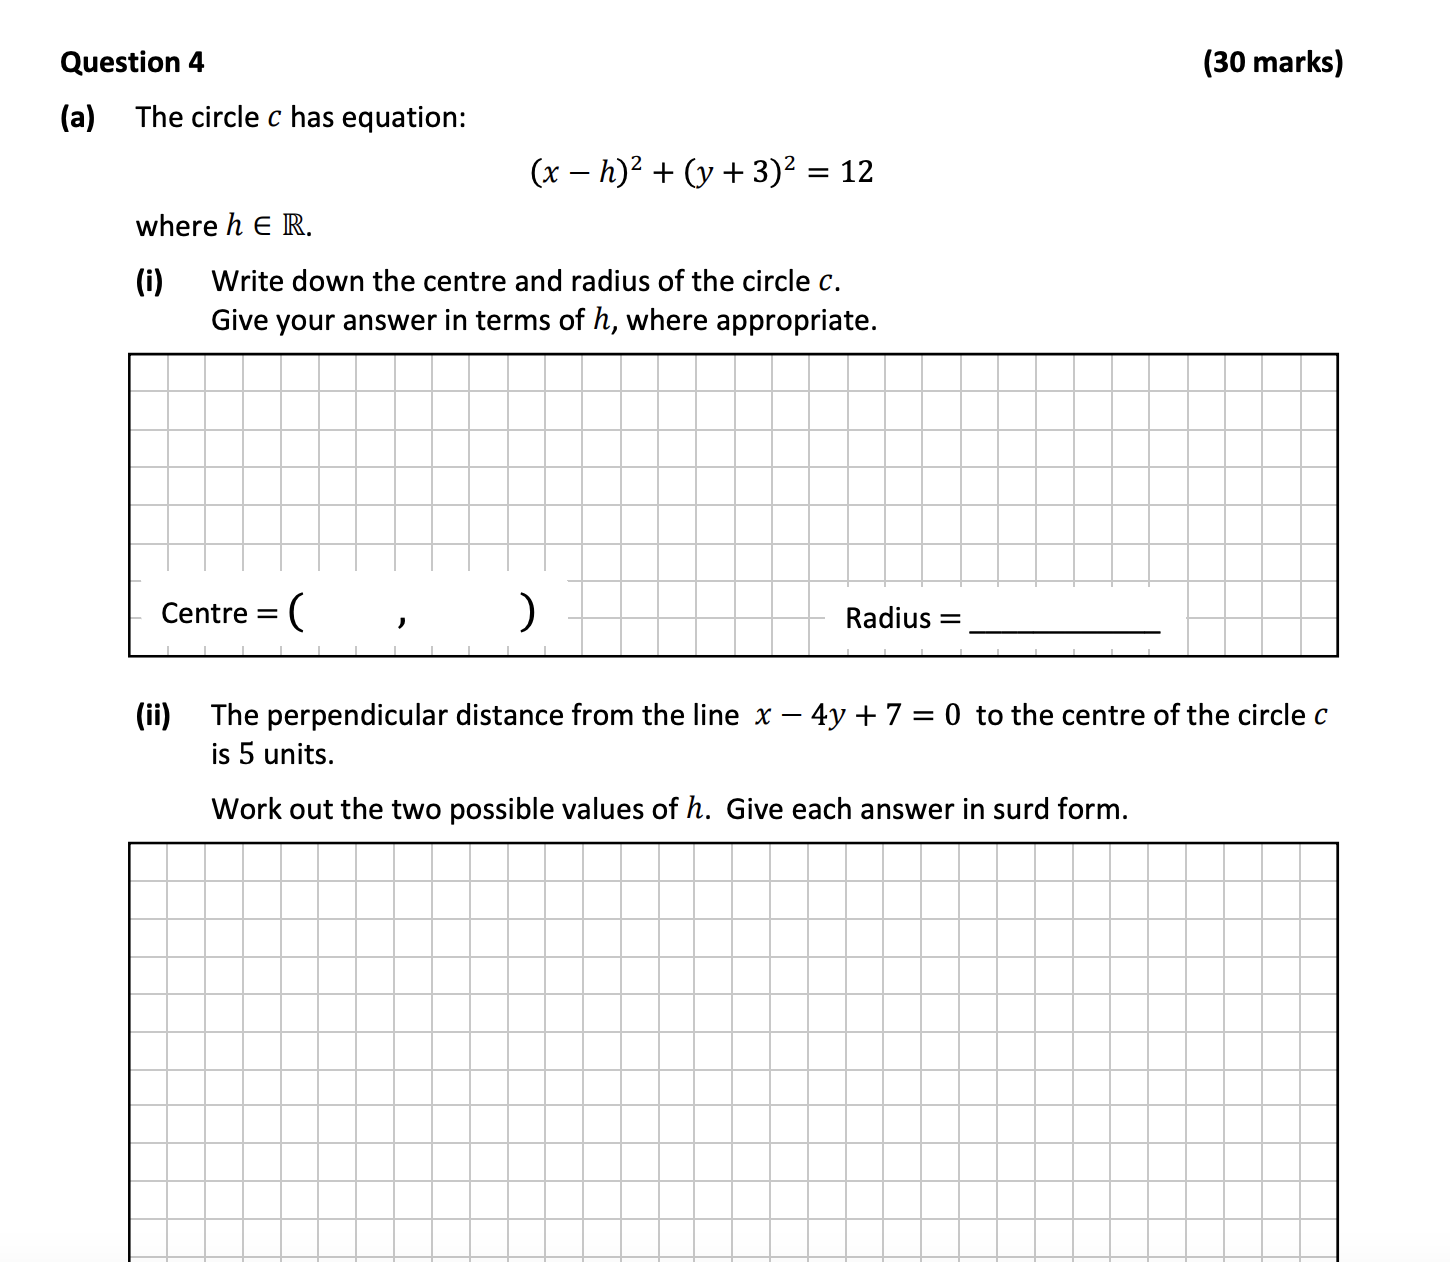 Question 4 (30 marks)
(a) The circle c has equation:
(x − h)² + (y + 3)² = 12
where h ∈ ℝ.
(i) Write down the centre and radius of the circle c.
Give your answer in terms of h, where appropriate.
Centre = ( , ) Radius = ____________
(ii) The perpendicular distance from the line x − 4y + 7 = 0 to the centre of the circle c
is 5 units.
Work out the two possible values of h. Give each answer in surd form.